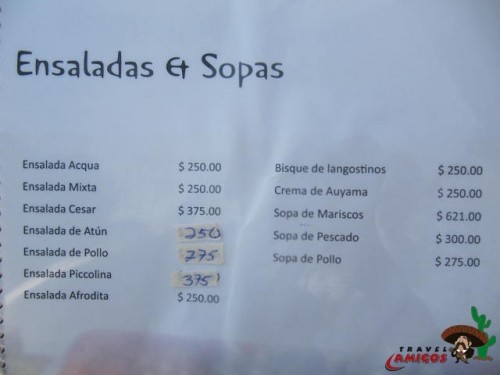 Ensaladas & Sopas
Ensalada Acqua $ 250.00
Ensalada Mixta $ 250.00
Ensalada Cesar $ 375.00
Ensalada de Atún 250
Ensalada de Pollo 275
Ensalada Piccolina 375
Ensalada Afrodita $ 250.00
Bisque de langostinos $ 250.00
Crema de Auyama $ 250.00
Sopa de Mariscos $ 621.00
Sopa de Pescado $ 300.00
Sopa de Pollo $ 275.00
TRAVEL
AMIGOS